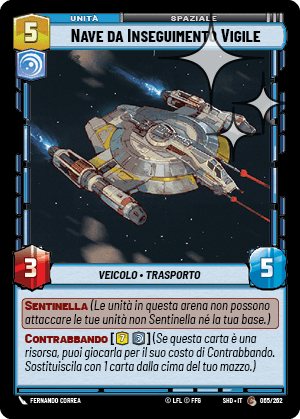 UNITÀ SPAZIALE
5 NAVE DA INSEGUIMENTO VIGILE
3 VEICOLO • TRASPORTO 5
SENTINELLA (Le unità in questa arena non possono
attaccare le tue unità non Sentinella né la tua base.)
CONTRABBANDO [7 ] (Se questa carta è una
risorsa, puoi giocarla per il suo costo di Contrabbando.
Sostituiscila con 1 carta dalla cima del tuo mazzo.)
FERNANDO CORREA © LFL © FFG SHD • IT 065/262